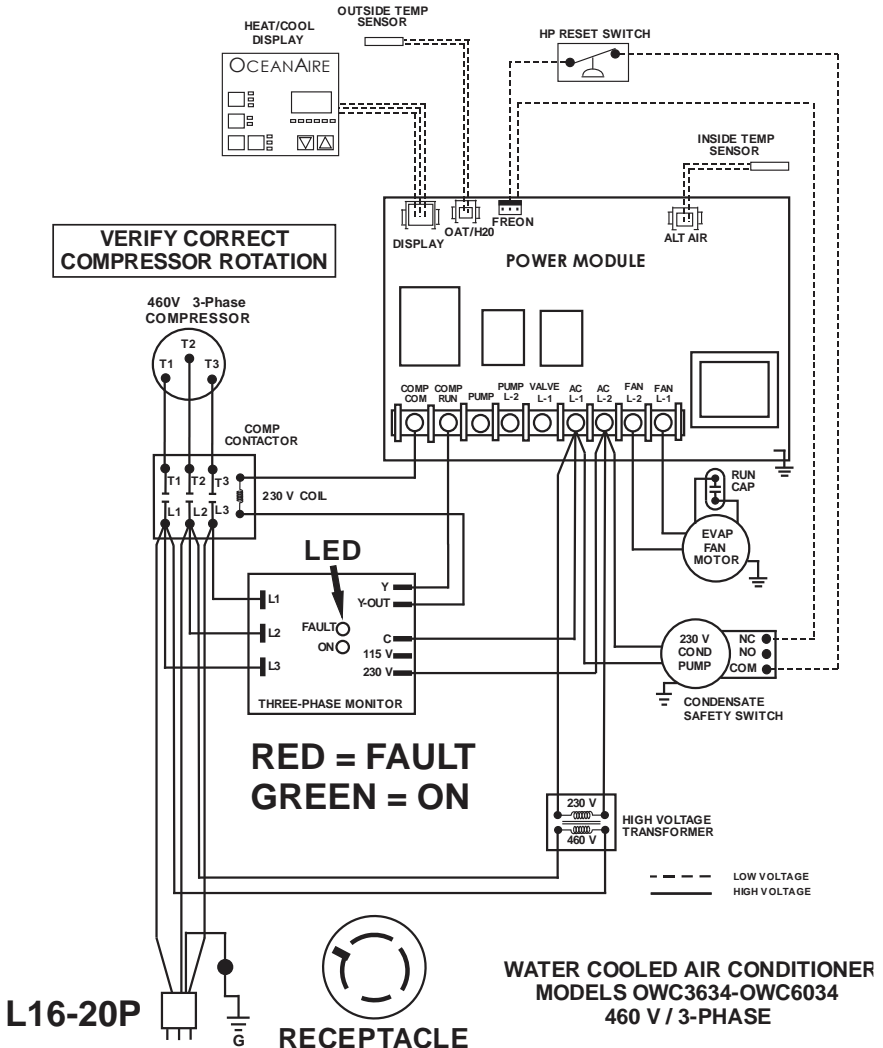 OUTSIDE TEMP
SENSOR
HEAT/COOL
DISPLAY
HP RESET SWITCH
OCEANAIRE
INSIDE TEMP
SENSOR
DISPLAY
OAT/H20
FREON
ALT AIR
POWER MODULE
VERIFY CORRECT
COMPRESSOR ROTATION
460V 3-Phase
COMPRESSOR
T2
T1
T3
COMP
COM
COMP
RUN
PUMP
PUMP
L-2
VALVE
L-1
AC
L-1
AC
L-2
FAN
L-2
FAN
L-1
COMP
CONTACTOR
T1 T2 T3
230 V COIL
L1 L2 L3
RUN
CAP
EVAP
FAN
MOTOR
LED
L1
L2
L3
FAULT
ON
Y
Y-OUT
C
115 V
230 V
THREE-PHASE MONITOR
230 V
COND
PUMP
NC
NO
COM
CONDENSATE
SAFETY SWITCH
RED = FAULT
GREEN = ON
230 V
460 V
HIGH VOLTAGE
TRANSFORMER
LOW VOLTAGE
HIGH VOLTAGE
L16-20P
G
RECEPTACLE
WATER COOLED AIR CONDITIONER
MODELS OWC3634-OWC6034
460 V / 3-PHASE